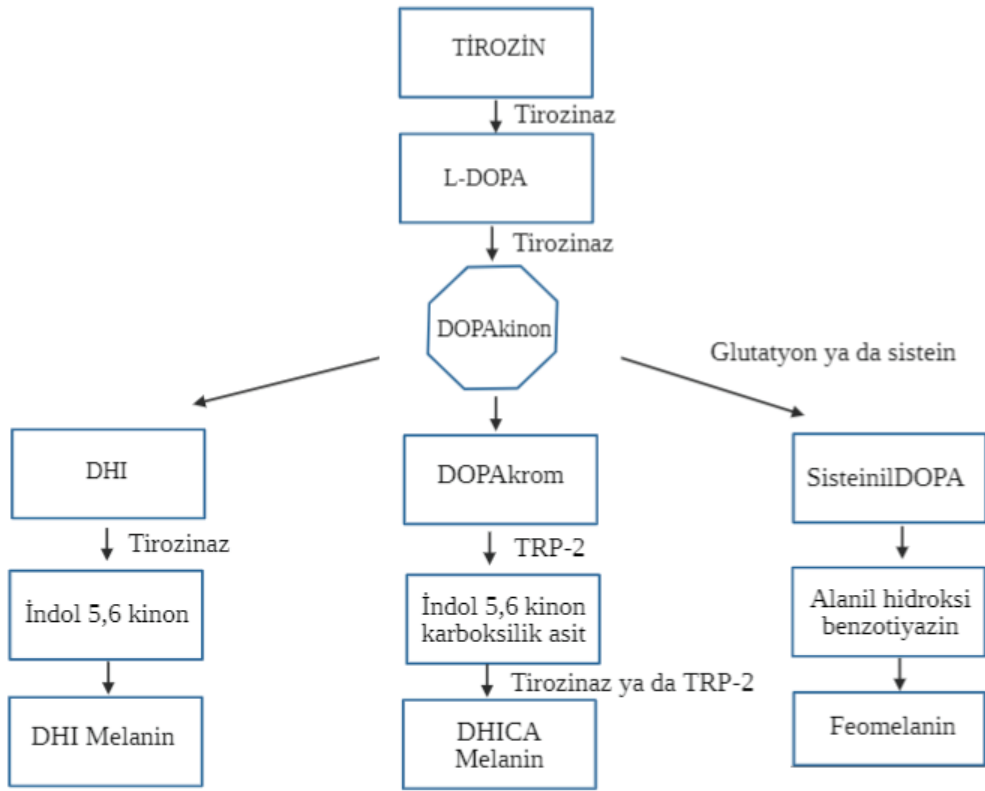 TİROZİN
Tirozinaz
L-DOPA
Tirozinaz
DOPAkinon
Glutatyon ya da sistein
DHI
DOPAkrom
SisteinilDOPA
Tirozinaz
TRP-2
İndol 5,6 kinon
İndol 5,6 kinon
karboksilik asit
Alanil hidroksi
benzotiyazin
Tirozinaz ya da TRP-2
DHI Melanin
DHICA
Melanin
Feomelanin